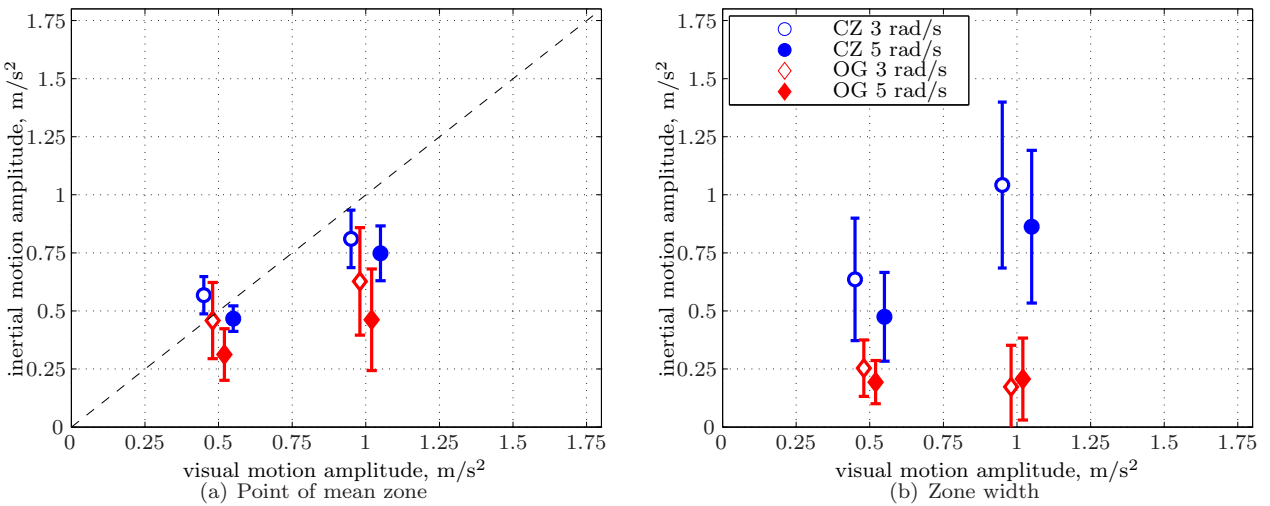 inertial motion amplitude, m/s²
1.75
1.5
1.25
1
0.75
0.5
0.25
0
0 0.25 0.5 0.75 1 1.25 1.5 1.75
visual motion amplitude, m/s²
(a) Point of mean zone
inertial motion amplitude, m/s²
1.75
1.5
1.25
1
0.75
0.5
0.25
0
CZ 3 rad/s
CZ 5 rad/s
OG 3 rad/s
OG 5 rad/s
0 0.25 0.5 0.75 1 1.25 1.5 1.75
visual motion amplitude, m/s²
(b) Zone width